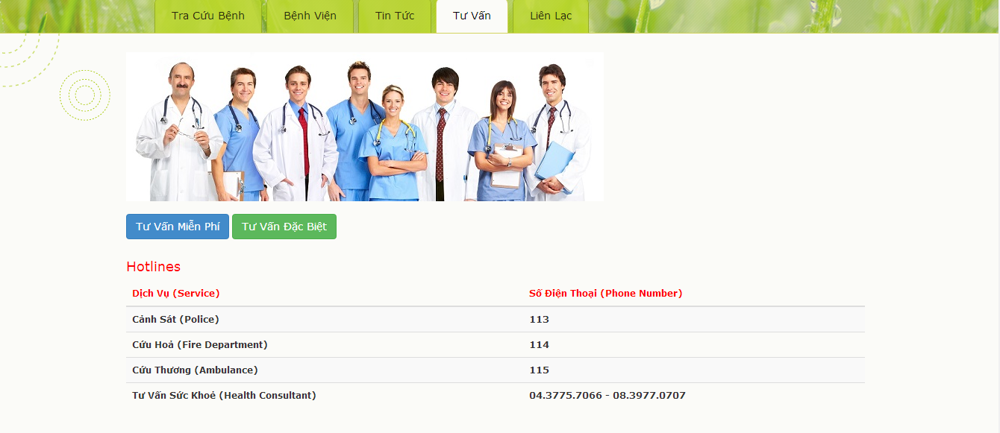 Tra Cứu Bệnh Bệnh Viện Tin Tức Tư Vấn Liên Lạc
Tư Vấn Miễn Phí Tư Vấn Đặc Biệt
Hotlines
Dịch Vụ (Service) Số Điện Thoại (Phone Number)
Cảnh Sát (Police) 113
Cứu Hoả (Fire Department) 114
Cứu Thương (Ambulance) 115
Tư Vấn Sức Khoẻ (Health Consultant) 04.3775.7066 - 08.3977.0707